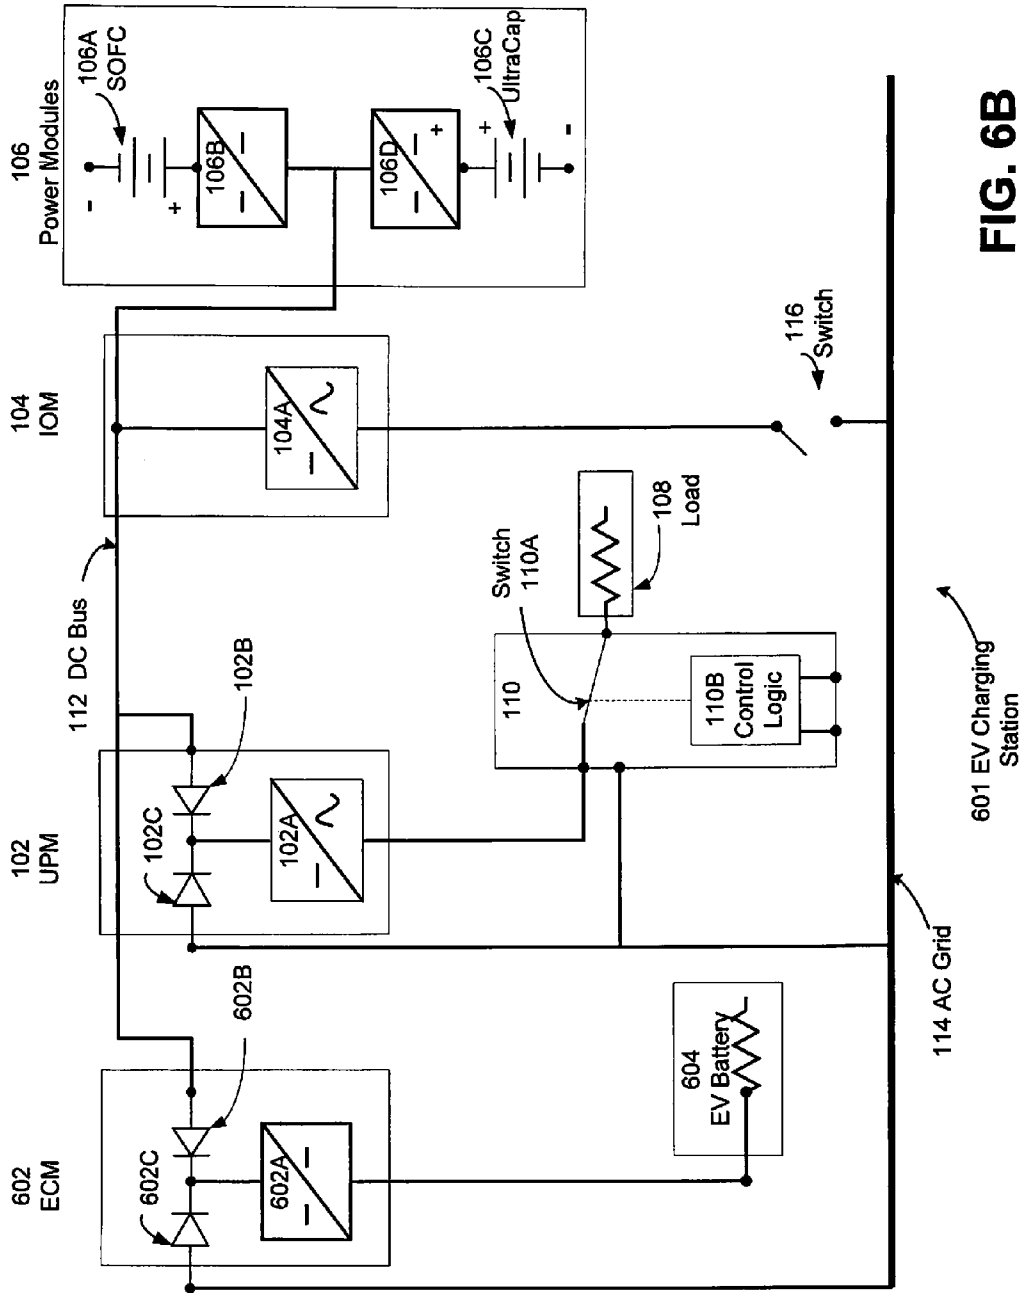 602
ECM
102
UPM
104
IOM
106
Power Modules
112 DC Bus
602C
602B
602A
102C
102B
102A
104A
106A
SOFC
-
+
106B
106D
+
+
-
106C
UltraCap
604
EV Battery
110
Switch
110A
110B
Control
Logic
108
Load
116
Switch
114 AC Grid
601 EV Charging
Station
FIG. 6B